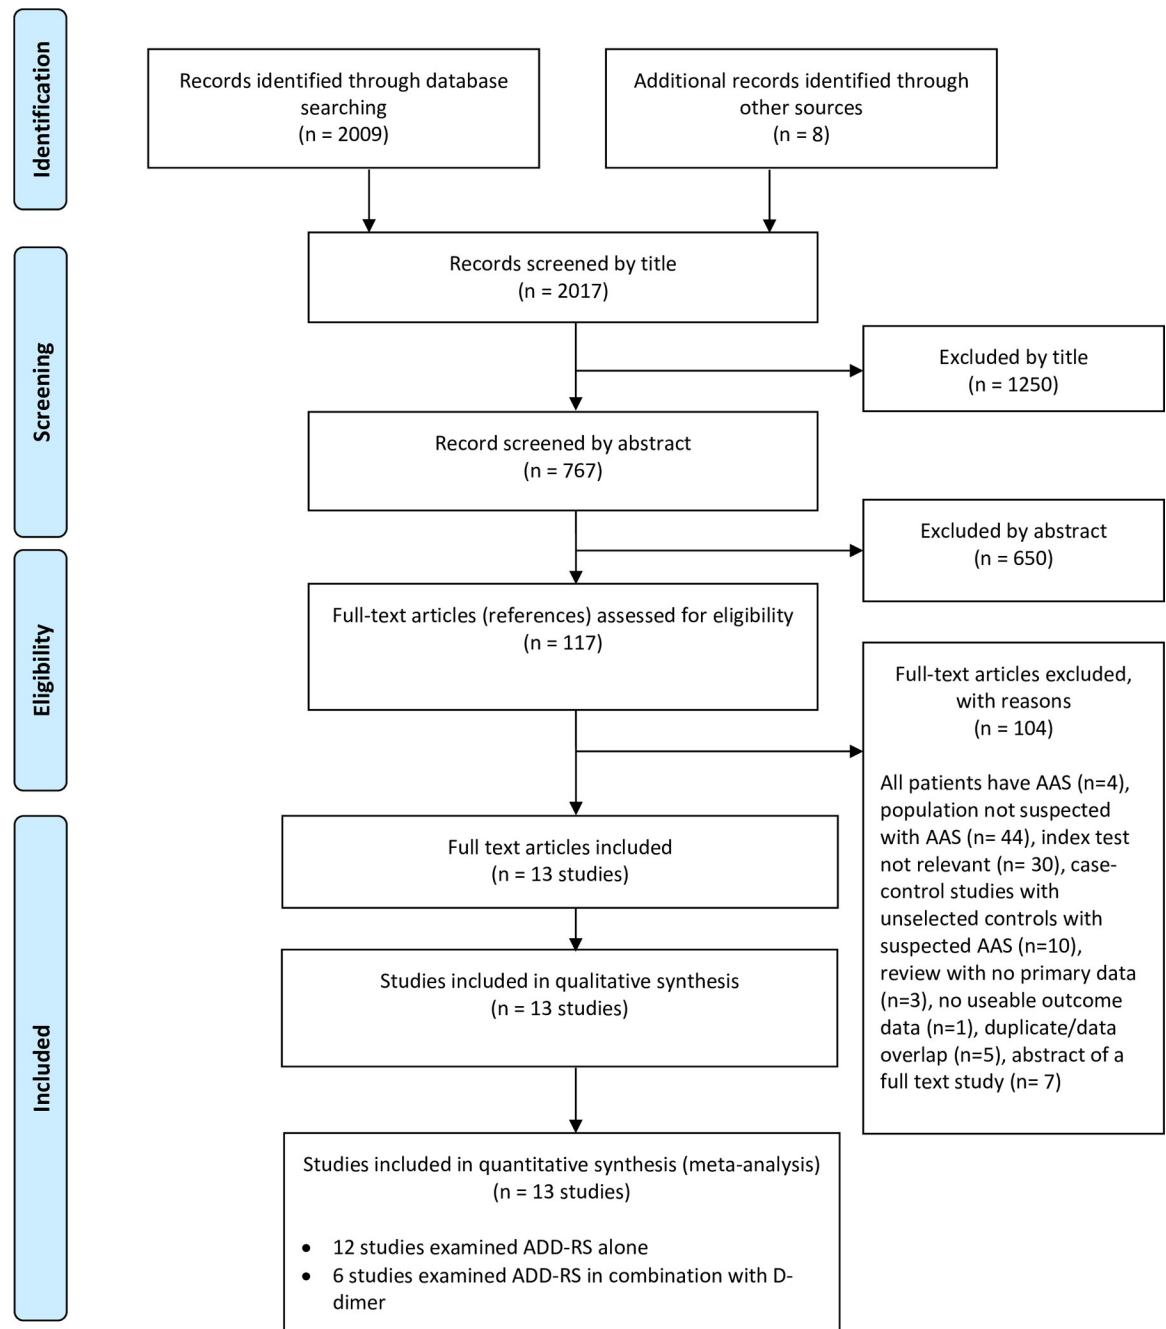 Identification
Records identified through database
searching
(n = 2009)
Additional records identified through
other sources
(n = 8)
Screening
Records screened by title
(n = 2017)
Excluded by title
(n = 1250)
Record screened by abstract
(n = 767)
Excluded by abstract
(n = 650)
Eligibility
Full-text articles (references) assessed for eligibility
(n = 117)
Full-text articles excluded,
with reasons
(n = 104)
All patients have AAS (n=4),
population not suspected
with AAS (n= 44), index test
not relevant (n= 30), case-
control studies with
unselected controls with
suspected AAS (n=10),
review with no primary data
(n=3), no useable outcome
data (n=1), duplicate/data
overlap (n=5), abstract of a
full text study (n= 7)
Included
Full text articles included
(n = 13 studies)
Studies included in qualitative synthesis
(n = 13 studies)
Studies included in quantitative synthesis (meta-analysis)
(n = 13 studies)
• 12 studies examined ADD-RS alone
• 6 studies examined ADD-RS in combination with D-
dimer